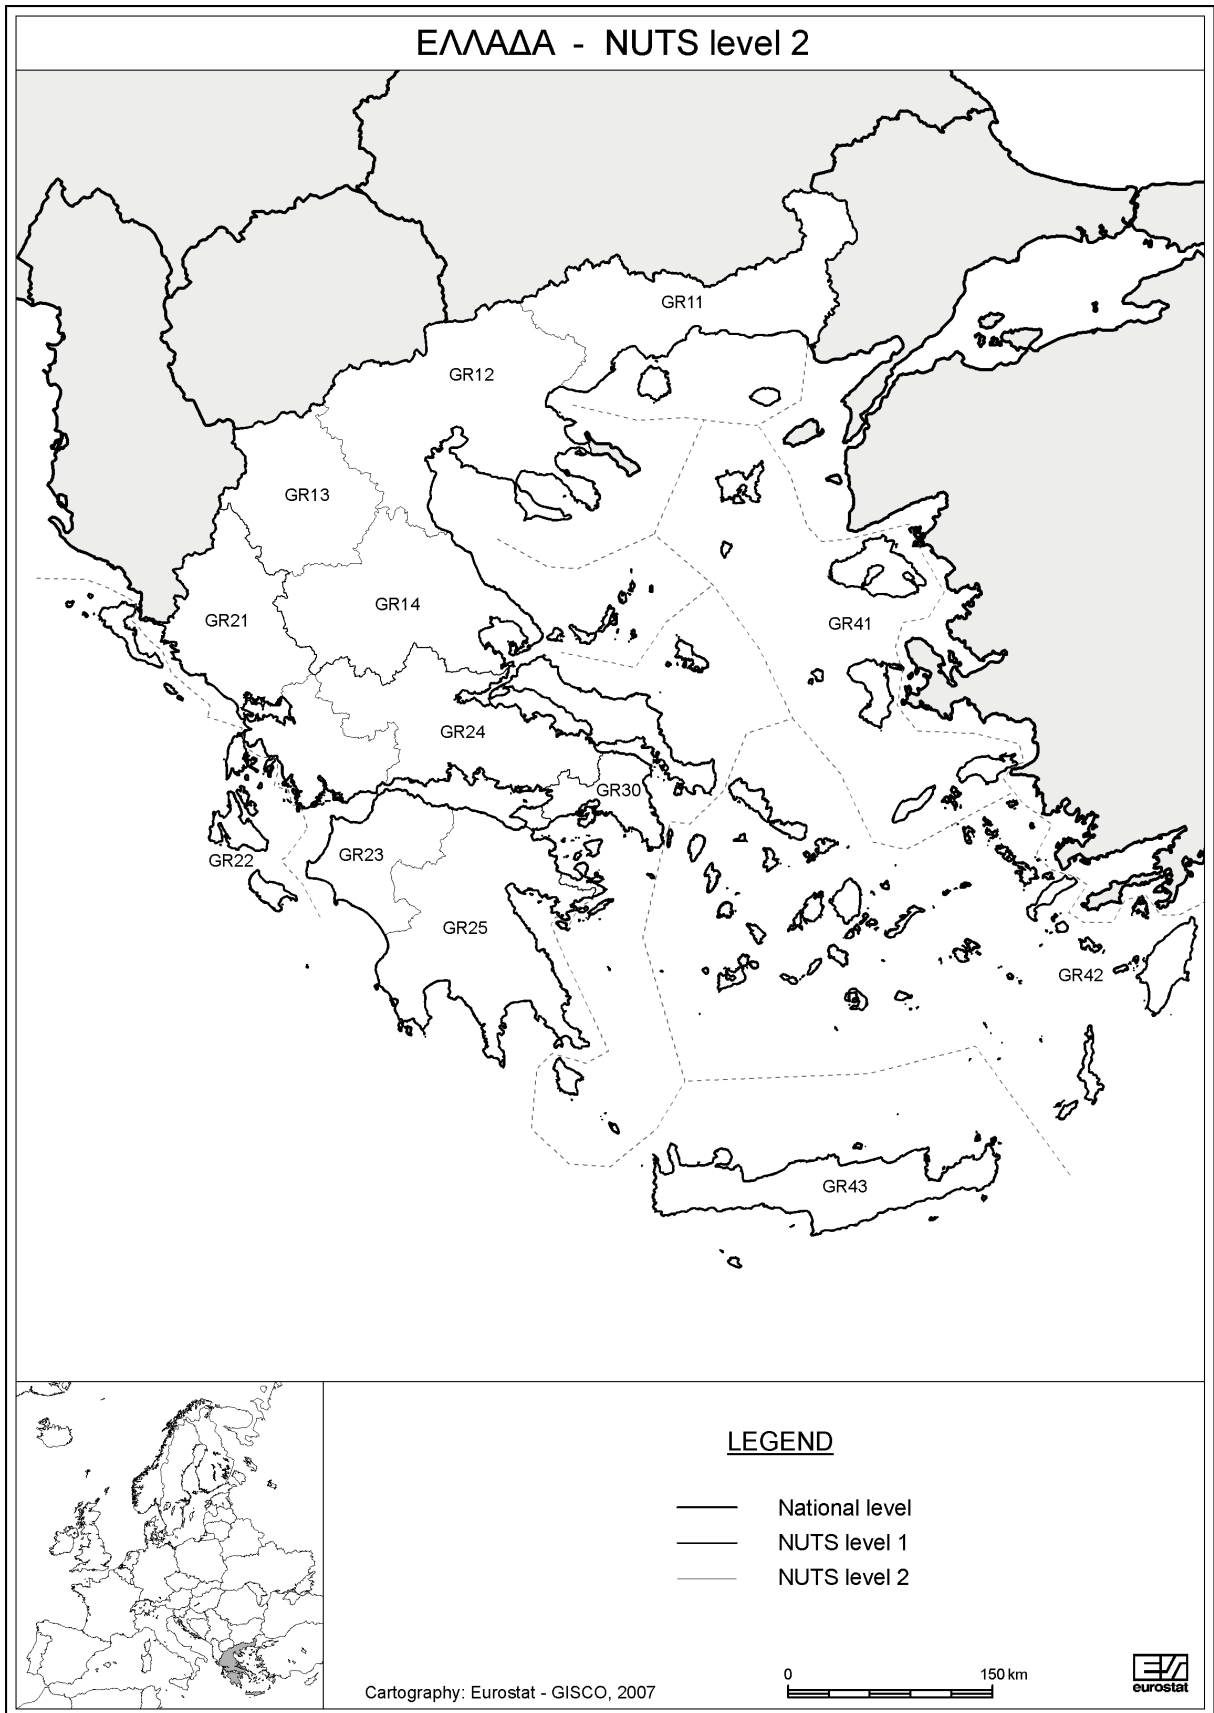 ΕΛΛΑΔΑ - NUTS level 2
GR11
GR12
GR13
GR14
GR21
GR41
GR24
GR30
GR23
GR22
GR25
GR42
GR43
LEGEND
National level
NUTS level 1
NUTS level 2
0 150 km
Cartography: Eurostat - GISCO, 2007
eurostat